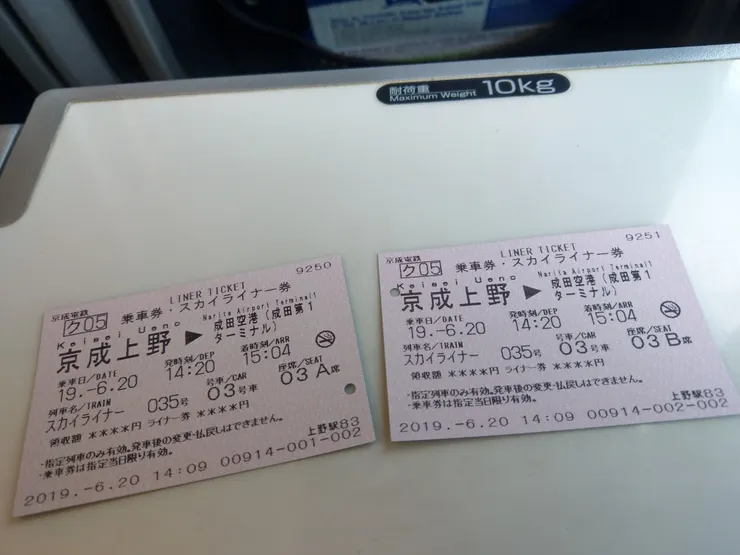 耐荷重
Maximum Weight 10kg
9250
京成電鉄 LINER TICKET
ク05 乗車券・スカイライナー券
Keisei Ueno Narita Airport Terminal1
京成上野 ▶ 成田空港(成田第1
ターミナル)
乗車日/DATE 発時刻/DEP 着時刻/ARR
19.-6.20 14:20 15:04
列車名/TRAIN 号車/CAR 座席/SEAT
スカイライナー 035号 03号車 03 A席
領収額 ****円 ライナー券 ****円
・指定列車のみ有効。発車後の変更・払戻しはできません。
・乗車券は指定日限り有効。 上野駅83
2019.-6.20 14:09 00914-001-002
9251
京成電鉄 LINER TICKET
ク05 乗車券・スカイライナー券
Keisei Ueno Narita Airport Terminal1
京成上野 ▶ 成田空港(成田第1
ターミナル)
乗車日/DATE 発時刻/DEP 着時刻/ARR
19.-6.20 14:20 15:04
列車名/TRAIN 号車/CAR 座席/SEAT
スカイライナー 035号 03号車 03 B席
領収額 ****円 ライナー券 ****円
・指定列車のみ有効。発車後の変更・払戻しはできません。
・乗車券は指定当日限り有効。 上野駅83
2019.-6.20 14:09 00914-002-002